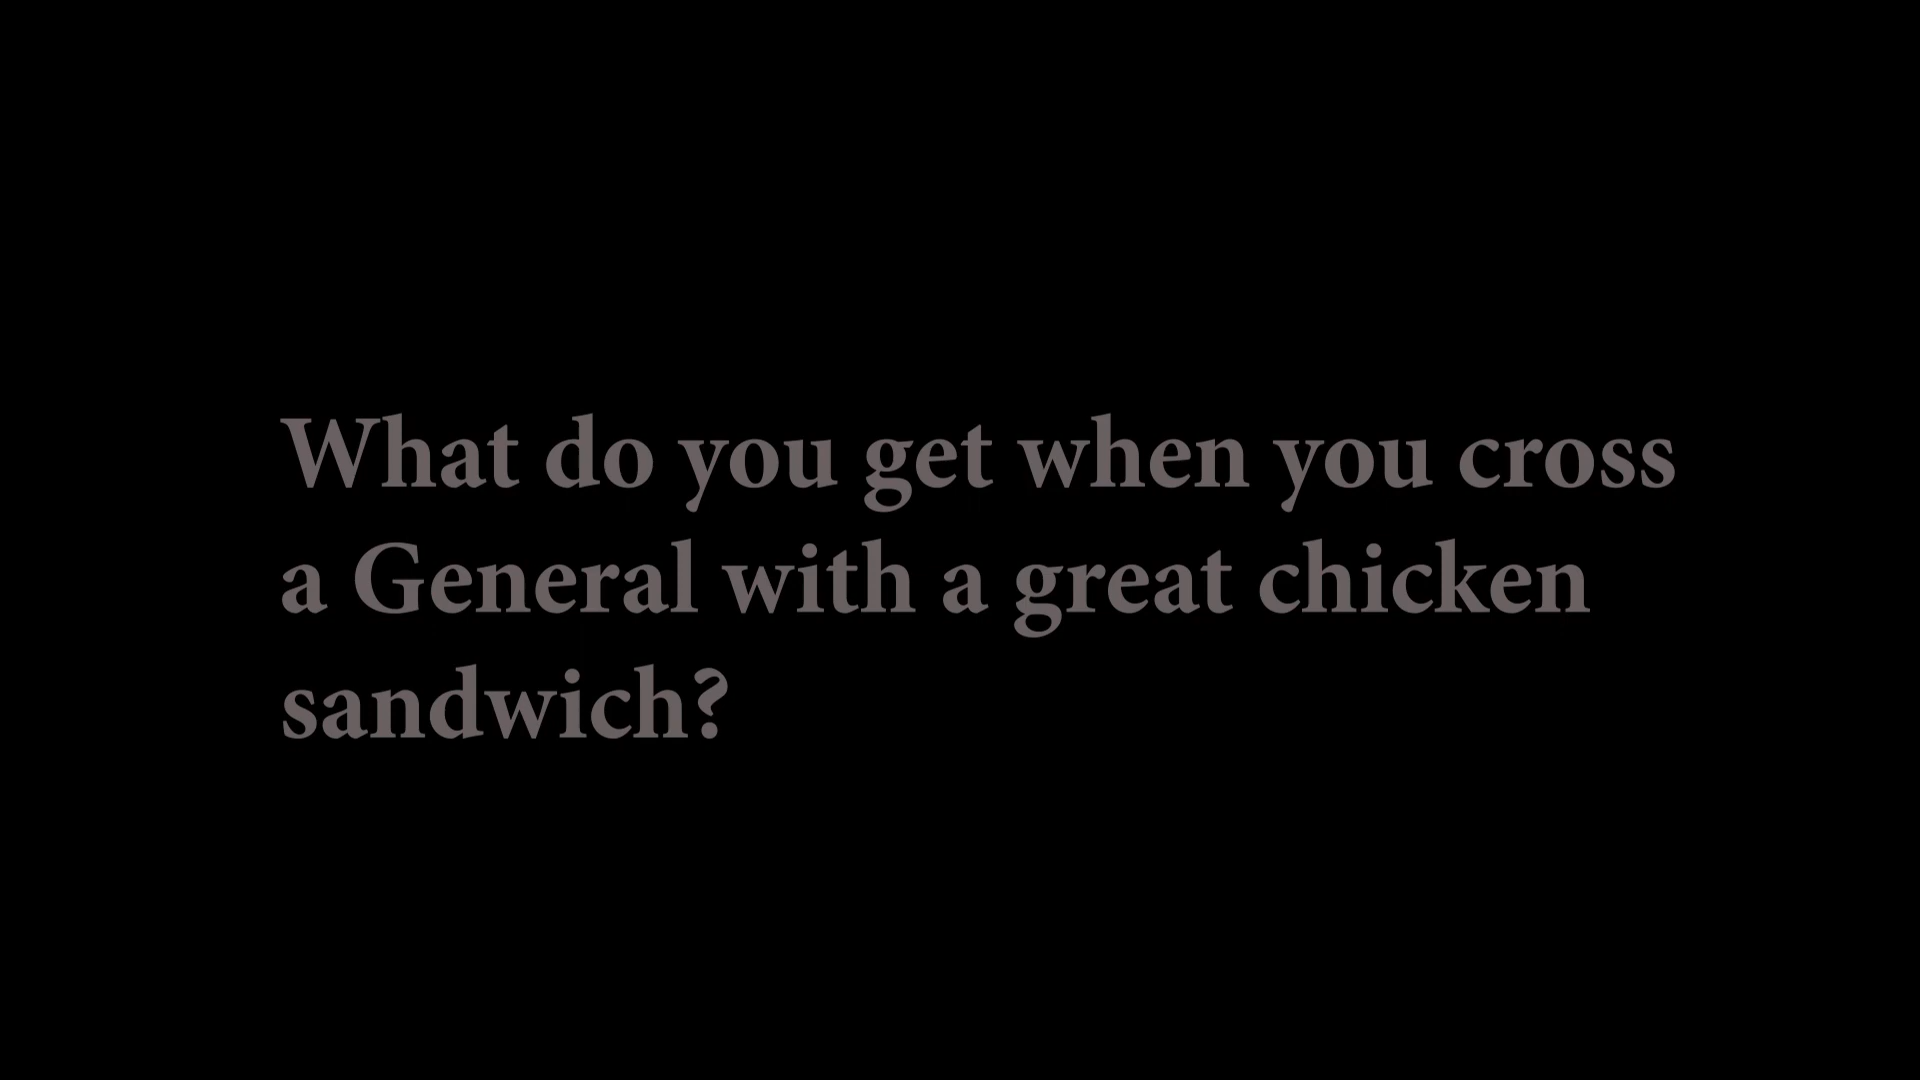 What do you get when you cross
a General with a great chicken
sandwich?